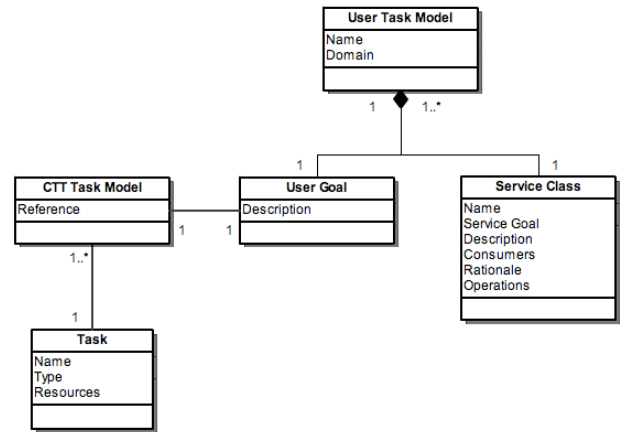 User Task Model
Name
Domain
1
1..*
1
1
CTT Task Model
Reference
User Goal
Description
Service Class
Name
Service Goal
Description
Consumers
Rationale
Operations
1
1
1..*
1
Task
Name
Type
Resources